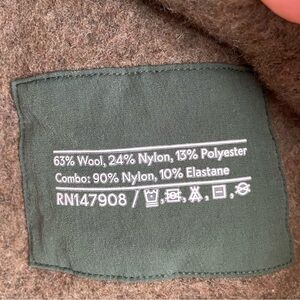 63% Wool, 24% Nylon, 13% Polyester
Combo: 90% Nylon, 10% Elastane
RN147908 /